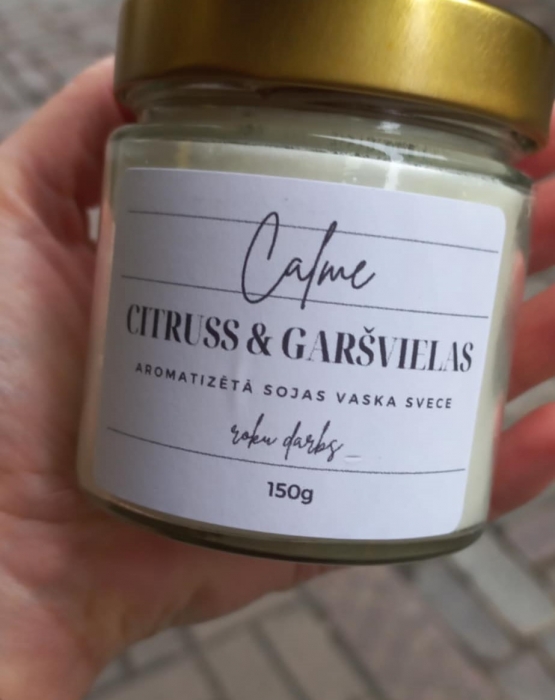 Calme
CITRUSS & GARŠVIELAS
AROMATIZĒTĀ SOJAS VASKA SVECE
roku darbs
150g